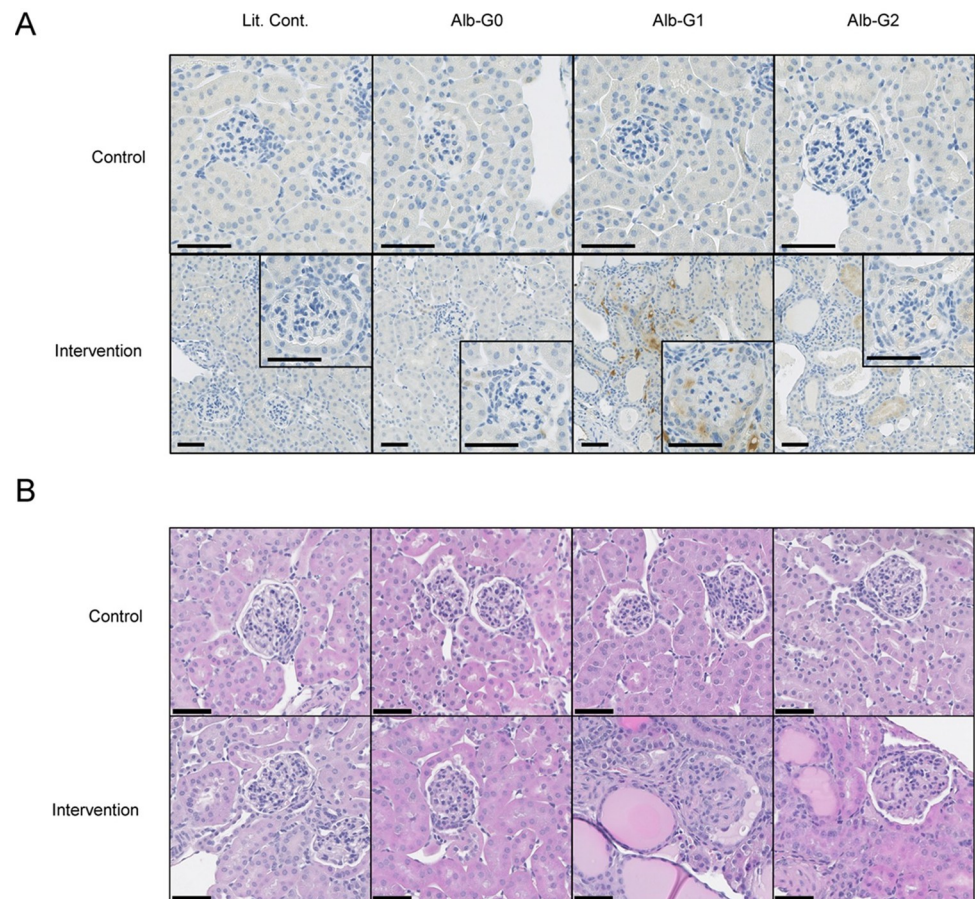 A
Lit. Cont. Alb-G0 Alb-G1 Alb-G2
Control
Intervention
B
Control
Intervention